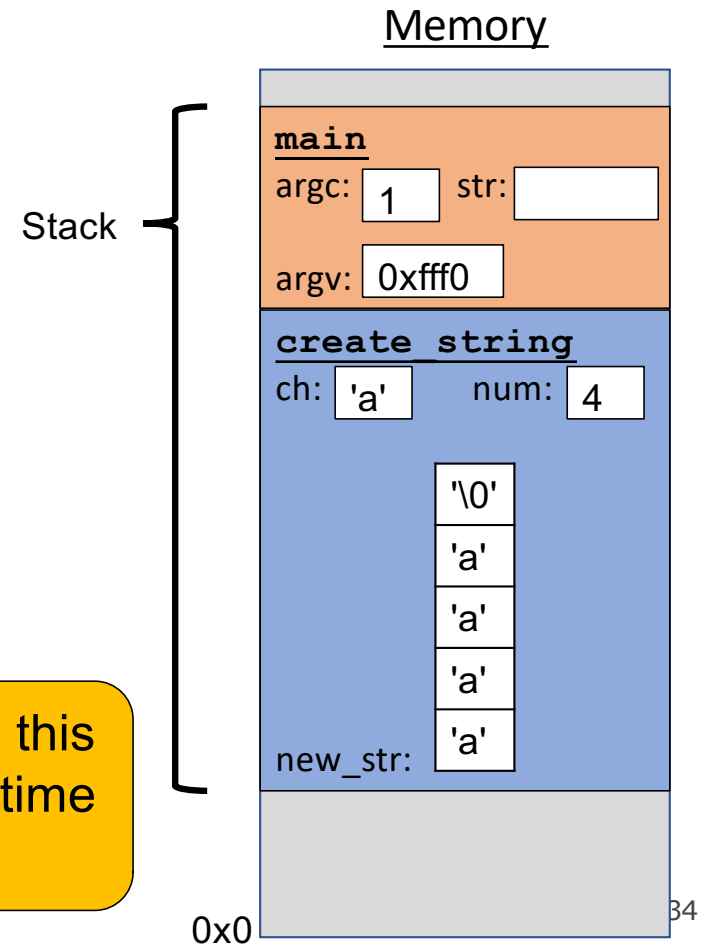 Memory
main
argc: 1 str:
Stack
argv: 0xfff0
create_string
ch: 'a' num: 4
'\0'
'a'
'a'
'a'
new_str: 'a'
this
time
0x0
34